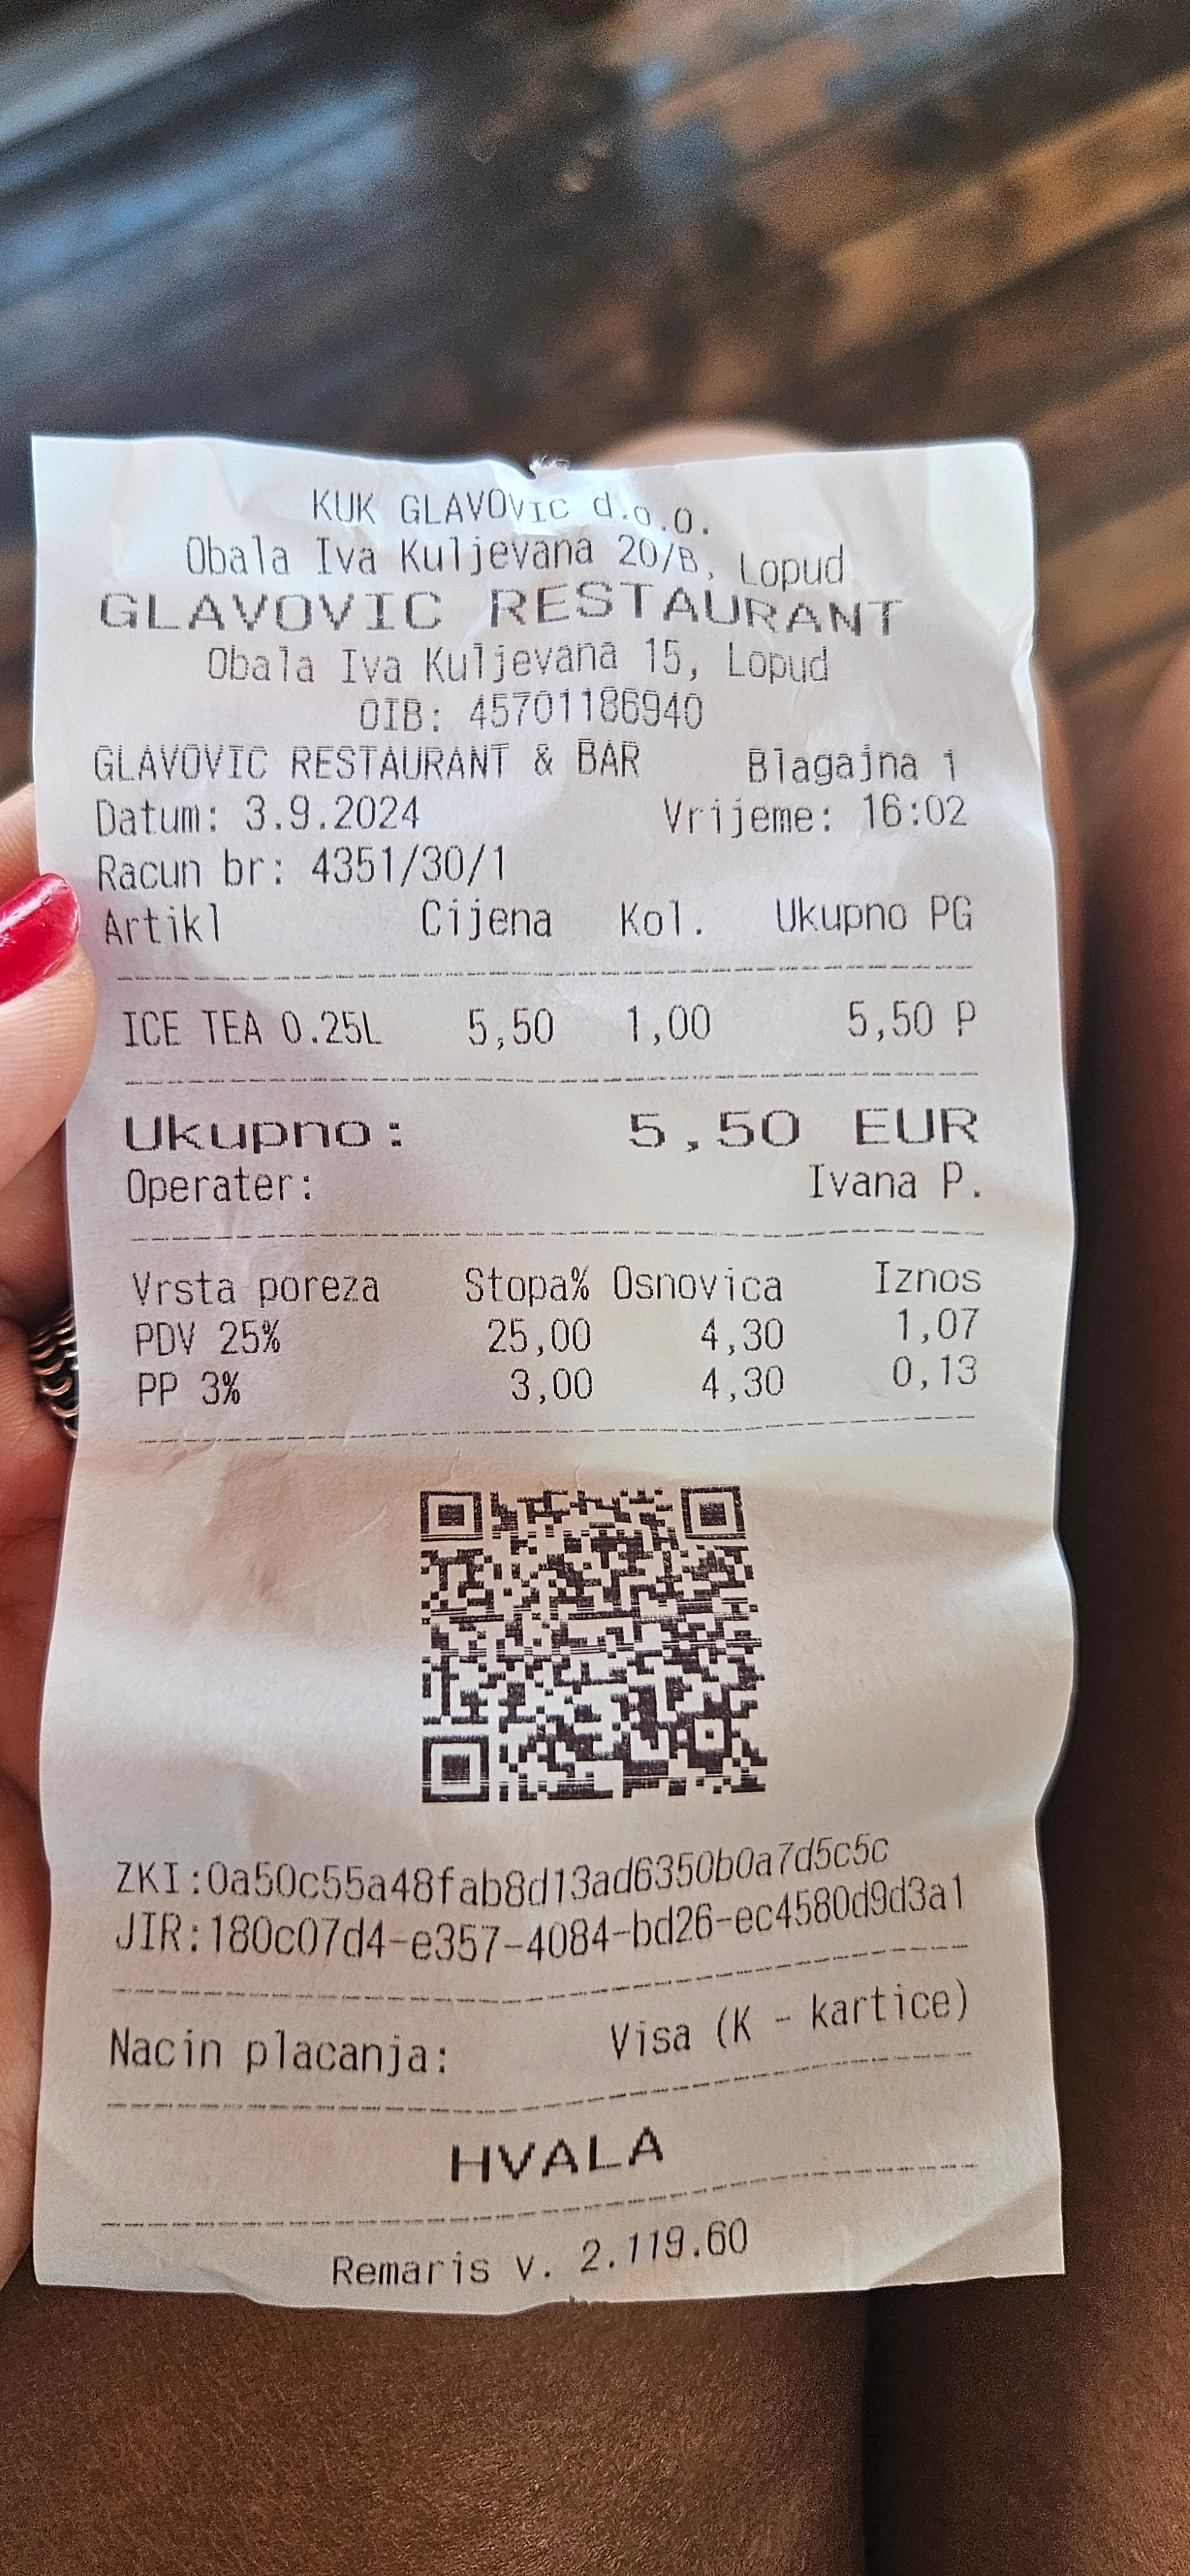 KUK GLAVOVIC d.o.o.
Obala Iva Kuljevana 20/B, Lopud
GLAVOVIC RESTAURANT
Obala Iva Kuljevana 15, Lopud
OIB: 45701186940
GLAVOVIC RESTAURANT & BAR Blagajna 1
Datum: 3.9.2024 Vrijeme: 16:02
Racun br: 4351/30/1
Artikl Cijena Kol. Ukupno PG
ICE TEA 0.25L 5,50 1,00 5,50 P
Ukupno: 5,50 EUR
Operater: Ivana P.
Vrsta poreza Stopa% Osnovica Iznos
PDV 25% 25,00 4,30 1,07
PP 3% 3,00 4,30 0,13
ZKI:0a50c55a48fab8d13ad6350b0a7d5c5c
JIR:180c07d4-e357-4084-bd26-ec4580d9d3a1
Nacin placanja: Visa (K - kartice)
HVALA
Remaris v. 2.119.60